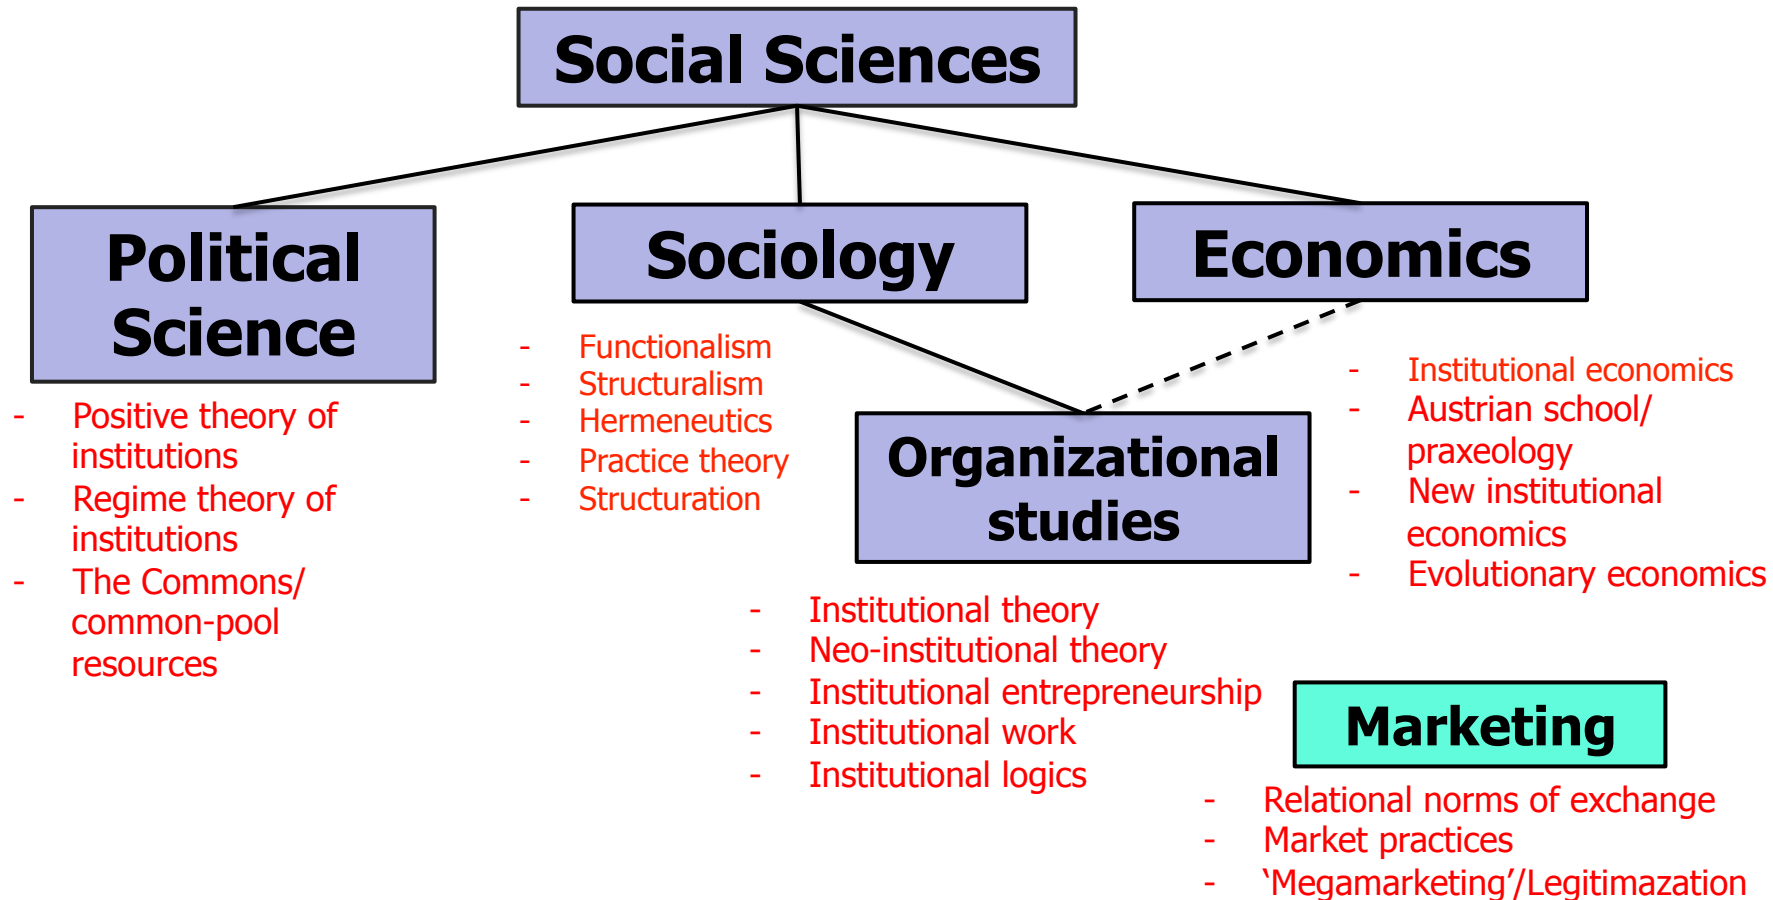 Social Sciences
Political
Science
- Positive theory of
institutions
- Regime theory of
institutions
- The Commons/
common-pool
resources
Sociology
- Functionalism
- Structuralism
- Hermeneutics
- Practice theory
- Structuration
Economics
- Institutional economics
- Austrian school/
praxeology
- New institutional
economics
- Evolutionary economics
Organizational
studies
- Institutional theory
- Neo-institutional theory
- Institutional entrepreneurship
- Institutional work
- Institutional logics
Marketing
- Relational norms of exchange
- Market practices
- ‘Megamarketing’/Legitimazation